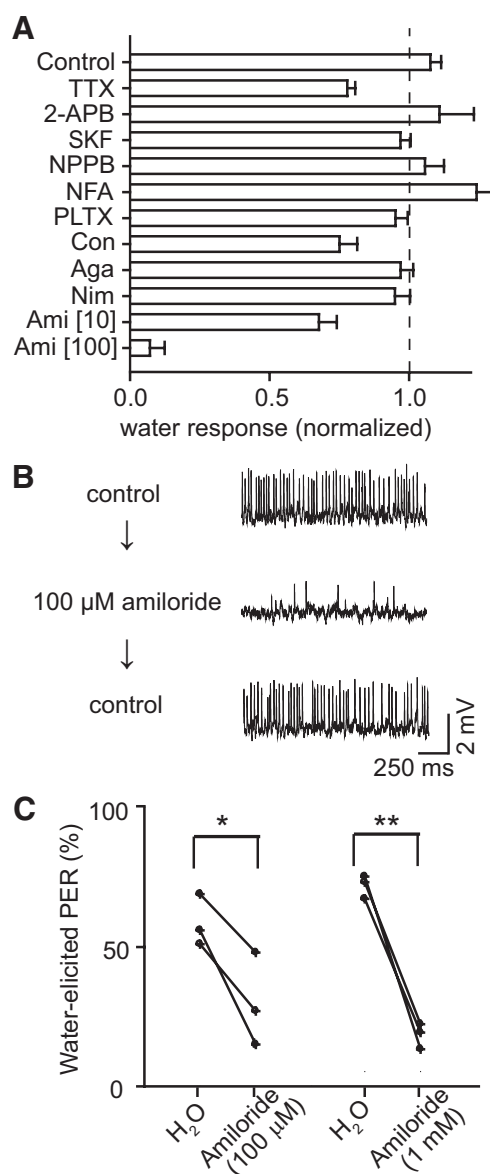 A
Control
TTX
2-APB
SKF
NPPB
NFA
PLTX
Con
Aga
Nim
Ami [10]
Ami [100]
0.0 0.5 1.0
water response (normalized)
B
control
↓
100 µM amiloride
↓
control
2 mV
250 ms
C
Water-elicited PER (%)
100
50
0
* **
H₂O
Amiloride
(100 µM)
H₂O
Amiloride
(1 mM)